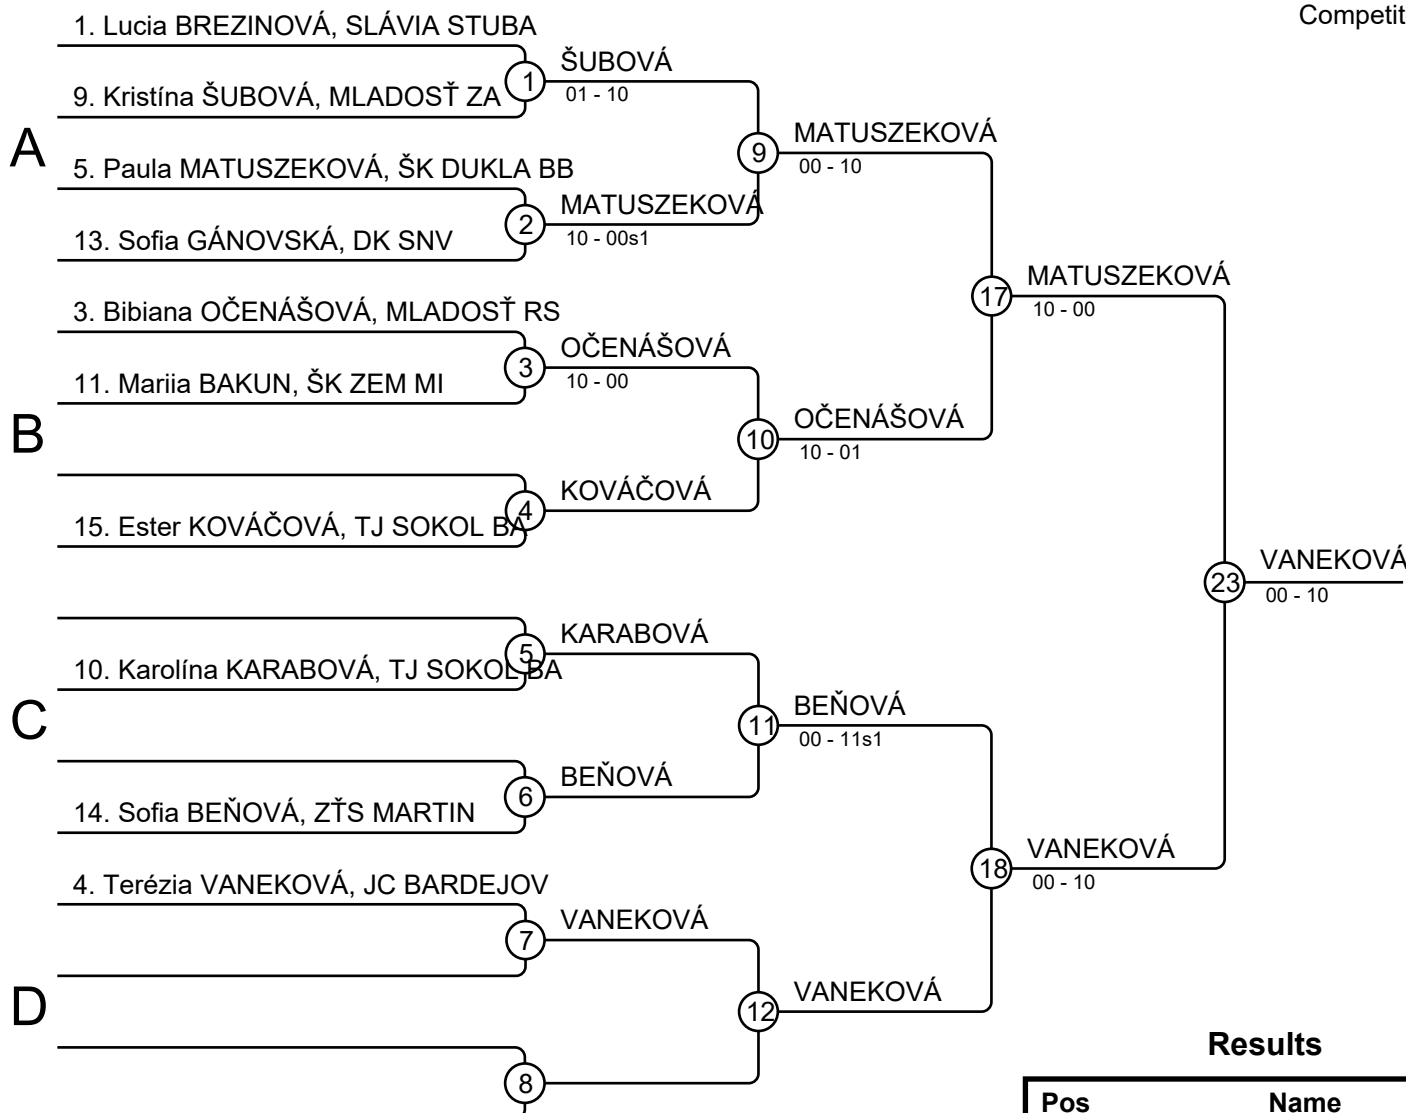 Competit
1. Lucia BREZINOVÁ, SLÁVIA STUBA
9. Kristína ŠUBOVÁ, MLADOSŤ ZA
A
5. Paula MATUSZEKOVÁ, ŠK DUKLA BB
13. Sofia GÁNOVSKÁ, DK SNV
3. Bibiana OČENÁŠOVÁ, MLADOSŤ RS
11. Mariia BAKUN, ŠK ZEM MI
B
15. Ester KOVÁČOVÁ, TJ SOKOL BA
10. Karolína KARABOVÁ, TJ SOKOL BA
C
14. Sofia BEŇOVÁ, ZŤS MARTIN
4. Terézia VANEKOVÁ, JC BARDEJOV
D
1
ŠUBOVÁ
01 - 10
2
MATUSZEKOVÁ
10 - 00s1
3
OČENÁŠOVÁ
10 - 00
4
KOVÁČOVÁ
5
KARABOVÁ
6
BEŇOVÁ
7
VANEKOVÁ
8
9
MATUSZEKOVÁ
00 - 10
10
OČENÁŠOVÁ
10 - 01
11
BEŇOVÁ
00 - 11s1
12
VANEKOVÁ
17
MATUSZEKOVÁ
10 - 00
18
VANEKOVÁ
00 - 10
23
VANEKOVÁ
00 - 10
Results
Pos Name